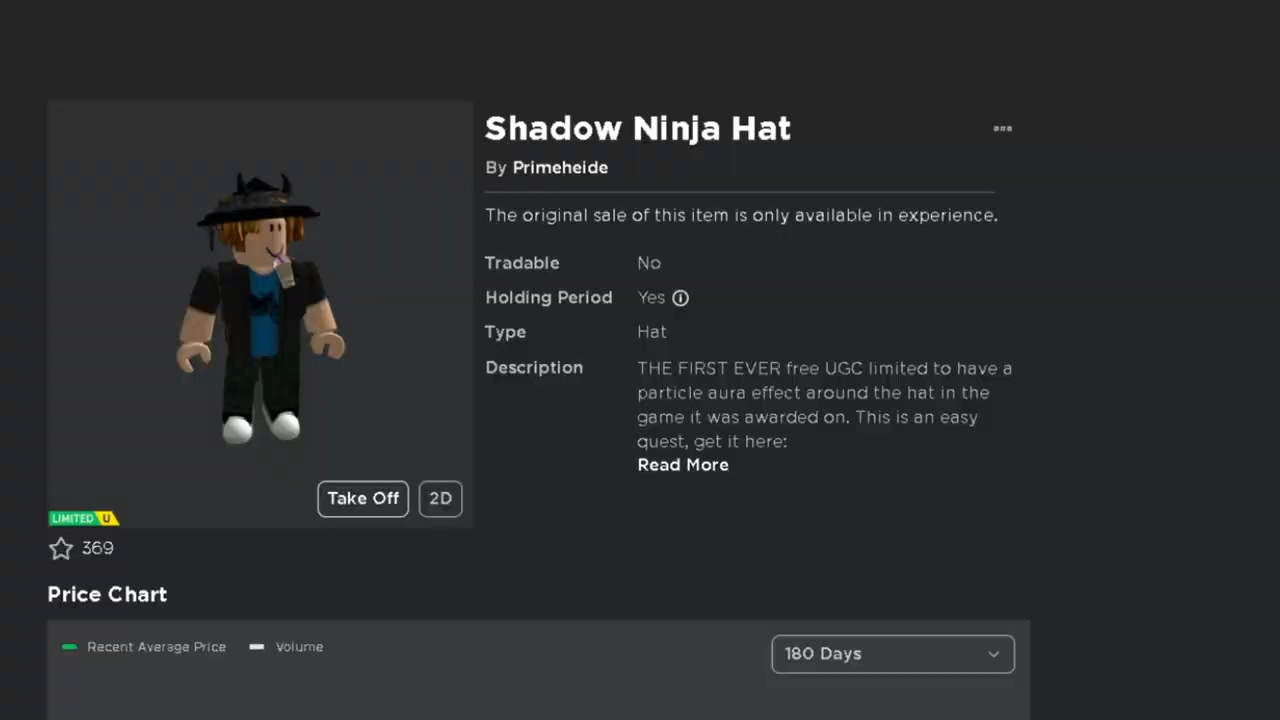 Shadow Ninja Hat
By Primeheide
The original sale of this item is only available in experience.
Tradable No
Holding Period Yes
Type Hat
Description THE FIRST EVER free UGC limited to have a
particle aura effect around the hat in the
game it was awarded on. This is an easy
quest, get it here:
Read More
Take Off 2D
LIMITED U
369
Price Chart
Recent Average Price Volume
180 Days